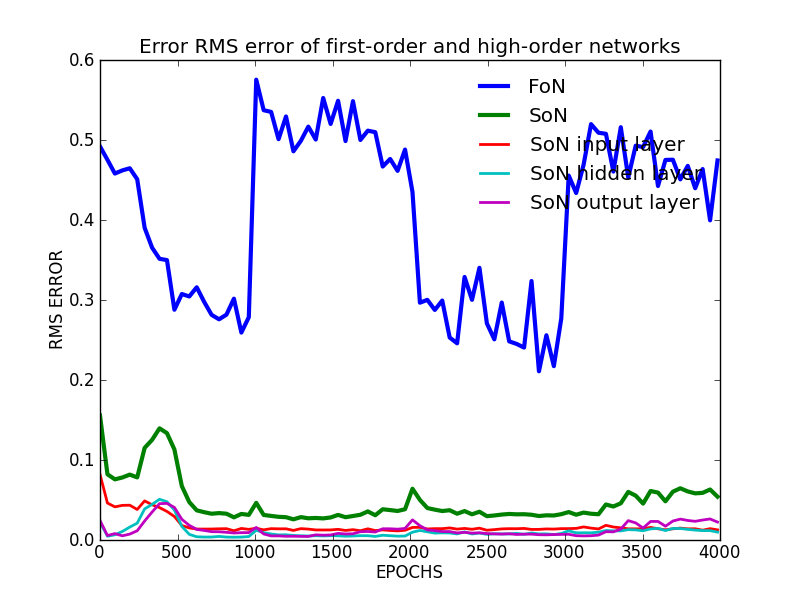 Error RMS error of first-order and high-order networks
0.6
0.5
0.4
0.3
0.2
0.1
0.0
RMS ERROR
FoN
SoN
SoN input layer
SoN hidden layer
SoN output layer
0 500 1000 1500 2000 2500 3000 3500 4000
EPOCHS